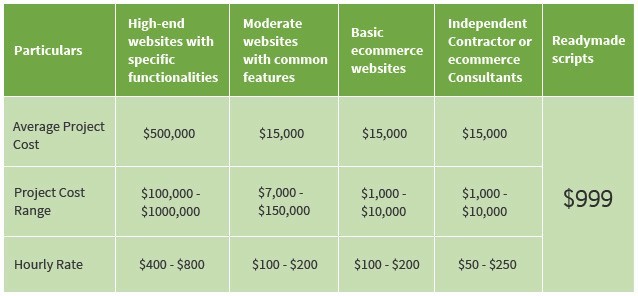 Particulars
High-end
websites with
specific
functionalities
Moderate
websites
with common
features
Basic
ecommerce
websites
Independent
Contractor or
ecommerce
Consultants
Readymade
scripts
Average Project
Cost
$500,000
$15,000
$15,000
$15,000
Project Cost
Range
$100,000 -
$1000,000
$7,000 -
$150,000
$1,000 -
$10,000
$1,000 -
$10,000
$999
Hourly Rate
$400 - $800
$100 - $200
$100 - $200
$50 - $250